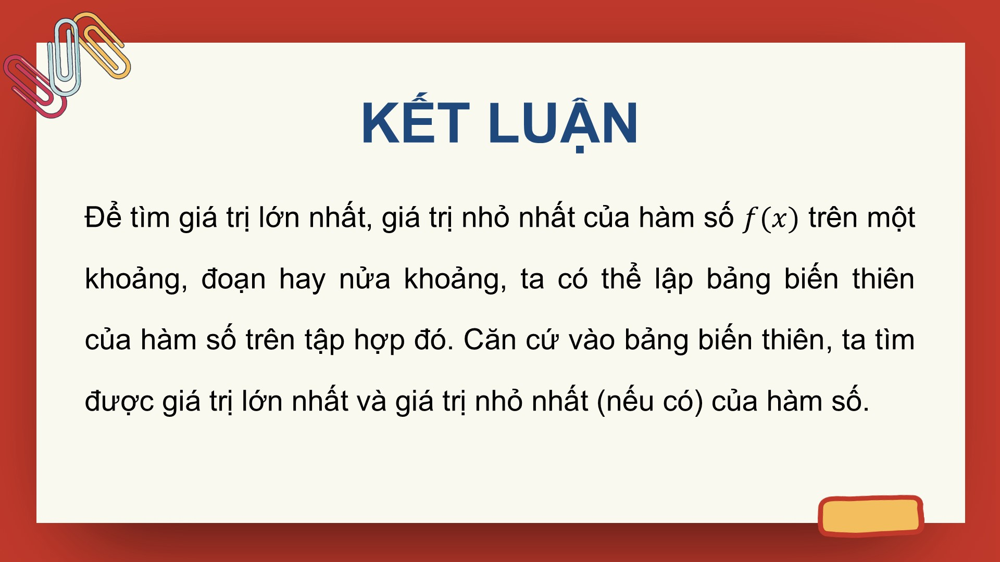 KẾT LUẬN
Để tìm giá trị lớn nhất, giá trị nhỏ nhất của hàm số f(x) trên một
khoảng, đoạn hay nửa khoảng, ta có thể lập bảng biến thiên
của hàm số trên tập hợp đó. Căn cứ vào bảng biến thiên, ta tìm
được giá trị lớn nhất và giá trị nhỏ nhất (nếu có) của hàm số.